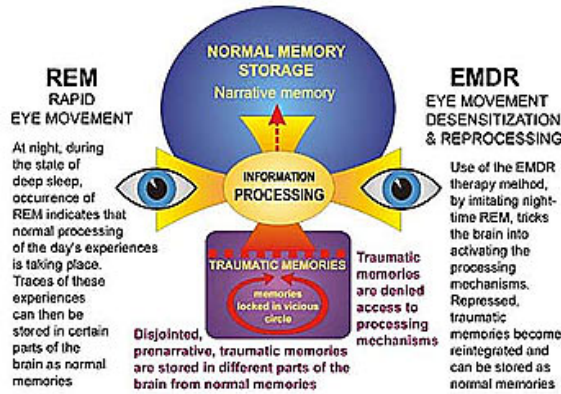 NORMAL MEMORY
STORAGE
Narrative memory
REM
RAPID
EYE MOVEMENT
At night, during
the state of
deep sleep,
occurrence of
REM indicates that
normal processing
of the day's experiences
is taking place.
Traces of these
experiences
can then be
stored in certain
parts of the
brain as normal
memories
INFORMATION
PROCESSING
EMDR
EYE MOVEMENT
DESENSITIZATION
& REPROCESSING
Use of the EMDR
therapy method,
by imitating night-
time REM, tricks
the brain into
activating the
processing
mechanisms.
Repressed,
traumatic
memories become
reintegrated and
can be stored as
normal memories
TRAUMATIC MEMORIES
memories
locked in vicious
circle
Traumatic
memories
are denied
access to
processing
mechanisms
Disjointed,
prenarrative, traumatic memories
are stored in different parts of the
brain from normal memories